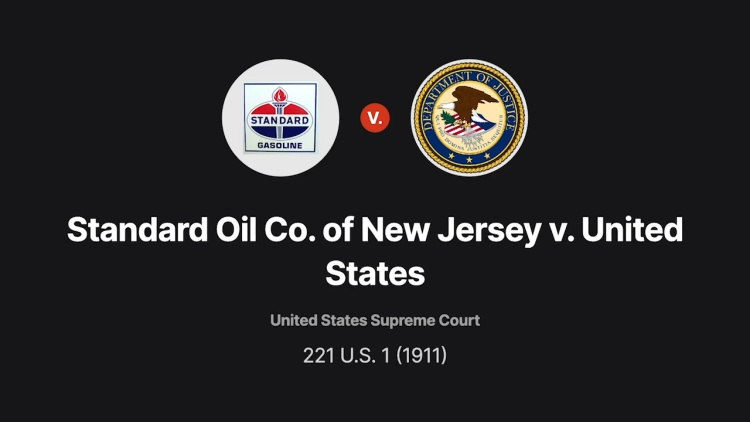 STANDARD
GASOLINE
V.
DEPARTMENT OF JUSTICE
Standard Oil Co. of New Jersey v. United
States
United States Supreme Court
221 U.S. 1 (1911)